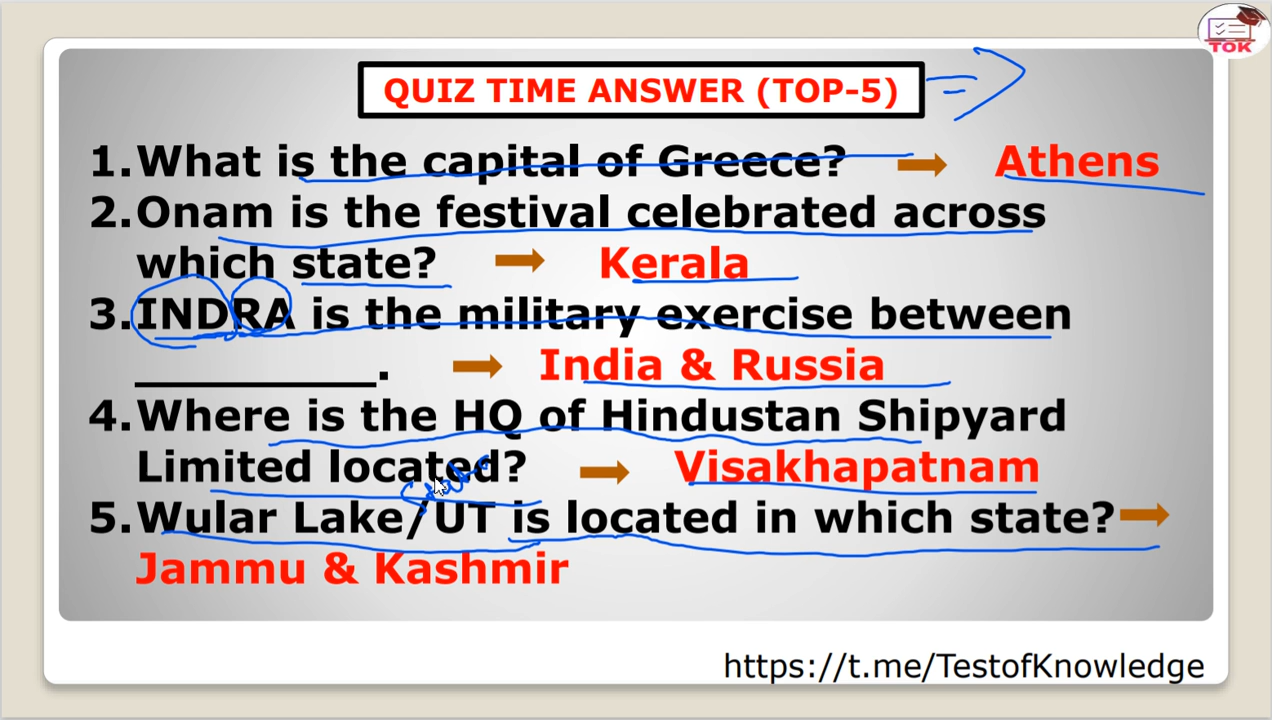 TOK
QUIZ TIME ANSWER (TOP-5)
1.What is the capital of Greece? Athens
2.Onam is the festival celebrated across
which state? Kerala
3.INDRA is the military exercise between
_________. India & Russia
4.Where is the HQ of Hindustan Shipyard
Limited located? Visakhapatnam
State
5.Wular Lake/UT is located in which state?
Jammu & Kashmir
https://t.me/TestofKnowledge